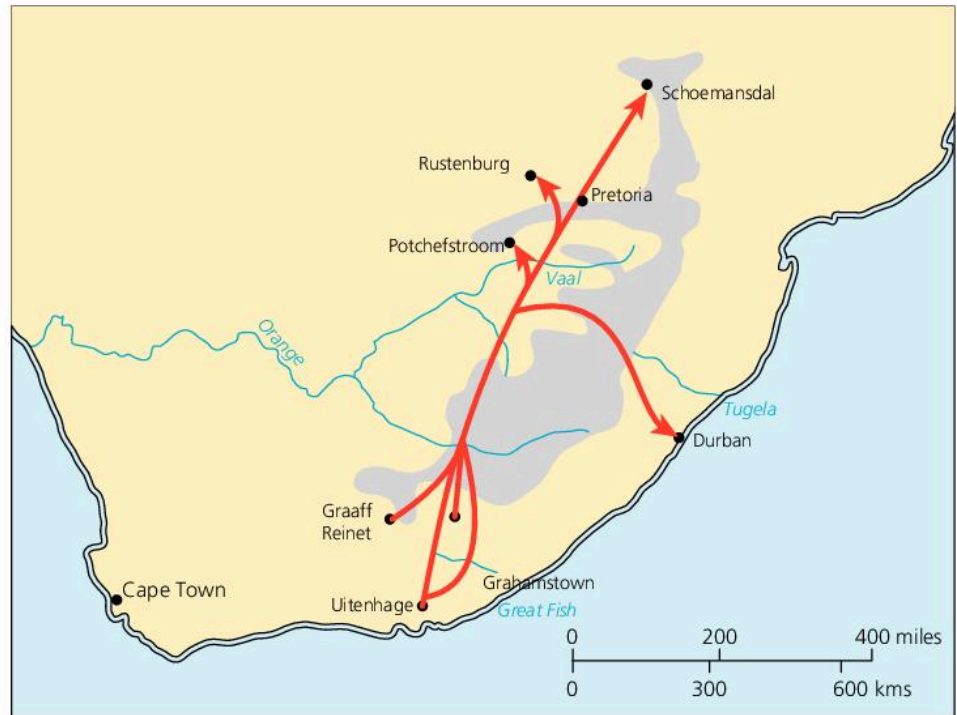 Schoemansdal
Rustenburg
Pretoria
Potchefstroom
Vaal
Orange
Tugela
Durban
Graaff
Reinet
Grahamstown
Cape Town
Uitenhage
Great Fish
0 200 400 miles
0 300 600 kms